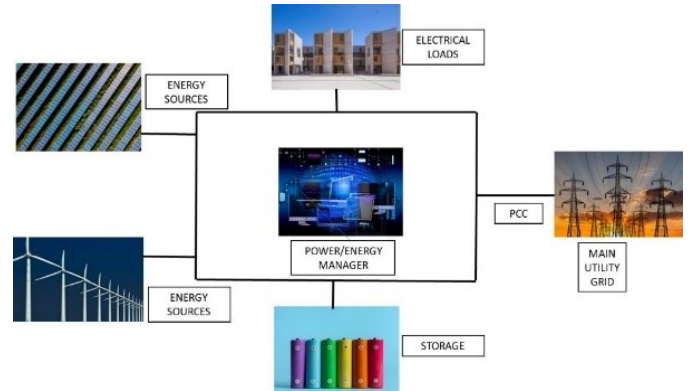 ELECTRICAL
LOADS
ENERGY
SOURCES
PCC
POWER/ENERGY
MANAGER
MAIN
UTILITY
GRID
ENERGY
SOURCES
STORAGE